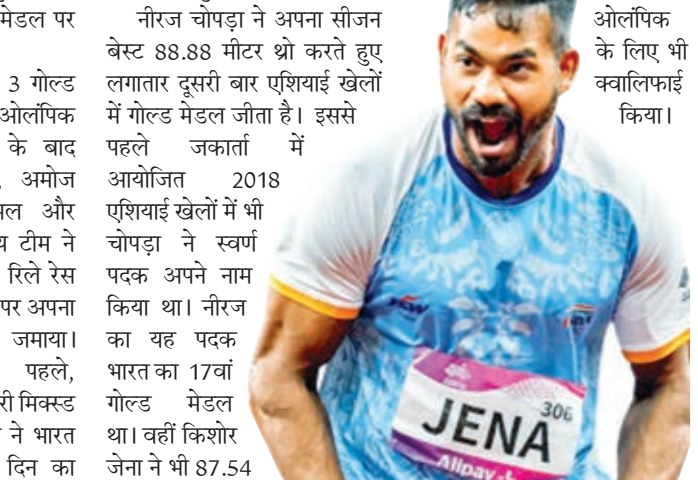 मेडल पर
3 गोल्ड
ओलंपिक
के बाद
अमोज
और
टीम ने
रिले रेस
पर अपना
जमाया।
पहले,
मिक्स्ड
ने भारत
दिन का
नीरज चोपड़ा ने अपना सीजन
बेस्ट 88.88 मीटर थ्रो करते हुए
लगातार दूसरी बार एशियाई खेलों
में गोल्ड मेडल जीता है। इससे
पहले जकार्ता में
आयोजित 2018
एशियाई खेलों में भी
चोपड़ा ने स्वर्ण
पदक अपने नाम
किया था। नीरज
का यह पदक
भारत का 17वां
गोल्ड मेडल
था। वहीं किशोर
जेना ने भी 87.54
ओलंपिक
के लिए भी
क्वालिफाई
किया।
306
JENA
Alipay